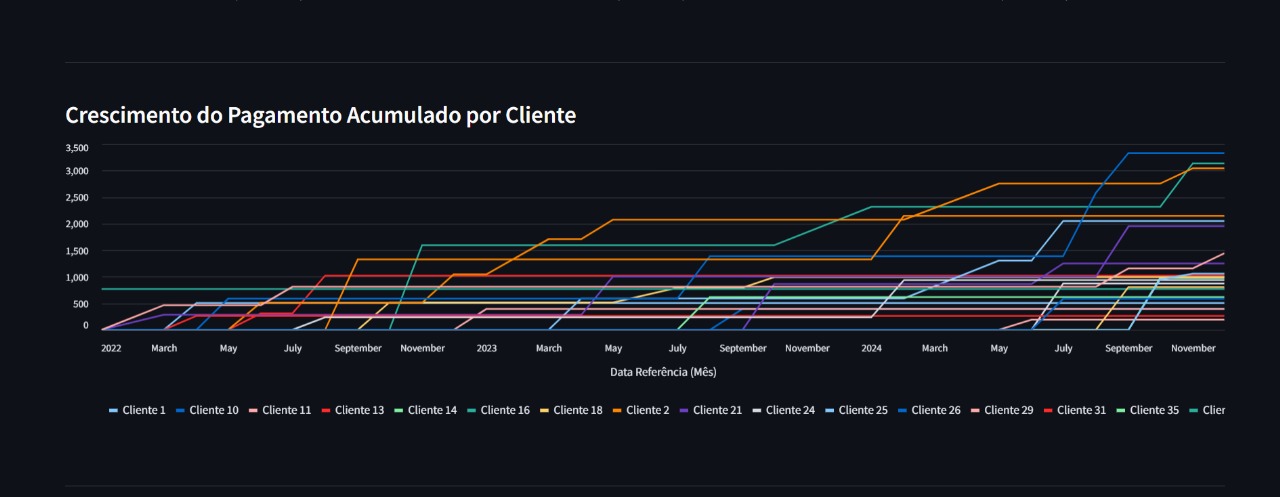 Crescimento do Pagamento Acumulado por Cliente
3,500
3,000
2,500
2,000
1,500
1,000
500
0
2022 March May July September November 2023 March May July September November 2024 March May July September November
Data Referência (Mês)
Cliente 1 Cliente 10 Cliente 11 Cliente 13 Cliente 14 Cliente 16 Cliente 18 Cliente 2 Cliente 21 Cliente 24 Cliente 25 Cliente 26 Cliente 29 Cliente 31 Cliente 35 Clier